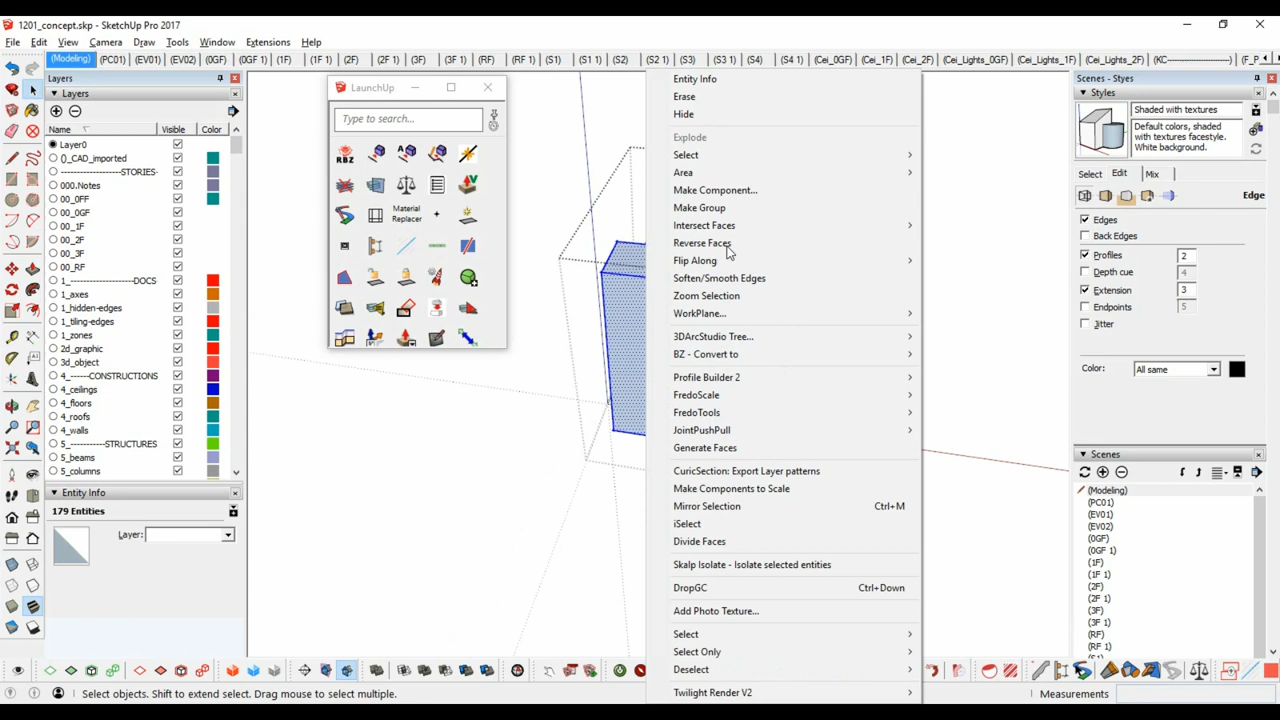 1201_concept.skp - SketchUp Pro 2017
File Edit View Camera Draw Tools Window Extensions Help
(Modeling) (PC01) (EV01) (EV02) (0GF) (0GF 1) (1F) (1F 1) (2F) (2F 1) (3F) (3F 1) (RF) (RF 1) (S1) (S1 1) (S2) (S2 1) (S3) (S3 1) (S4) (S4 1) (Cei_0GF) (Cei_1F) (Cei_2F) (Cei_Lights_0GF) (Cei_Lights_1F) (Cei_Lights_2F)
Layers
Layers
Name Visible Color
Layer0
0_CAD_imported
-------------------STORIES-
000.Notes
00_0FF
00_0GF
00_1F
00_2F
00_3F
00_RF
1_------------------DOCS
1_axes
1_hidden-edges
1_tiling-edges
1_zones
2d_graphic
3d_object
4_------CONSTRUCTIONS
4_ceilings
4_floors
4_roofs
4_walls
5_-----------STRUCTURES
5_beams
5_columns
Entity Info
179 Entities
Layer:
LaunchUp
Type to search...
RBZ
Material Replacer
Entity Info
Erase
Hide
Explode
Select
Area
Make Component...
Make Group
Intersect Faces
Reverse Faces
Flip Along
Soften/Smooth Edges
Zoom Selection
WorkPlane...
3DArcStudio Tree...
BZ - Convert to
Profile Builder 2
FredoScale
FredoTools
JointPushPull
Generate Faces
CuricSection: Export Layer patterns
Make Components to Scale
Mirror Selection Ctrl+M
iSelect
Divide Faces
Skalp Isolate - Isolate selected entities
DropGC Ctrl+Down
Add Photo Texture...
Select
Select Only
Deselect
Twilight Render V2
Scenes - Styes
Styles
Shaded with textures
Default colors, shaded with textures facestyle. White background.
Select Edit Mix
Edge
Edges
Back Edges
Profiles 2
Depth cue 4
Extension 3
Endpoints 5
Jitter
Color: All same
Scenes
(Modeling)
(PC01)
(EV01)
(EV02)
(0GF)
(0GF 1)
(1F)
(1F 1)
(2F)
(2F 1)
(3F)
(3F 1)
(RF)
(RF 1)
Select objects. Shift to extend select. Drag mouse to select multiple.
Measurements